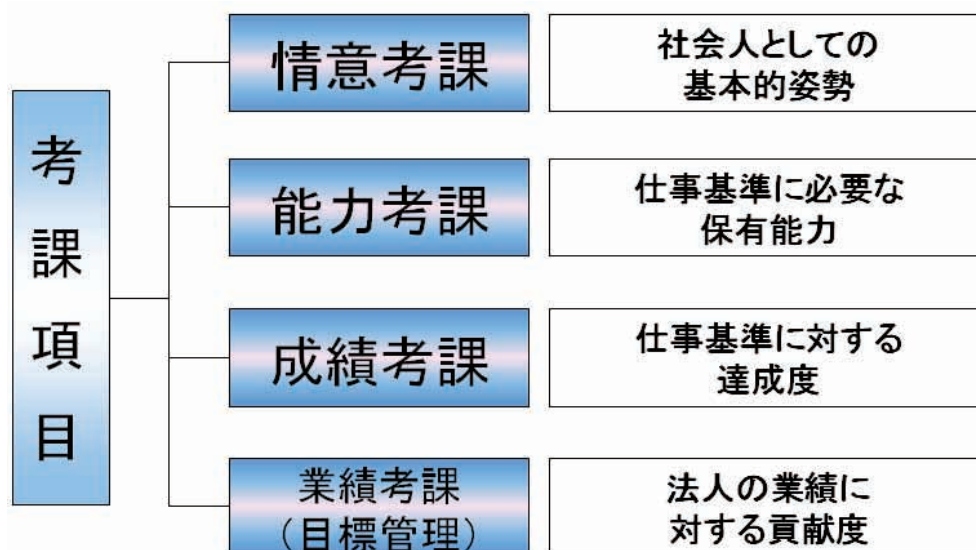 考課項目
情意考課
社会人としての
基本的姿勢
能力考課
仕事基準に必要な
保有能力
成績考課
仕事基準に対する
達成度
業績考課
(目標管理)
法人の業績に
対する貢献度